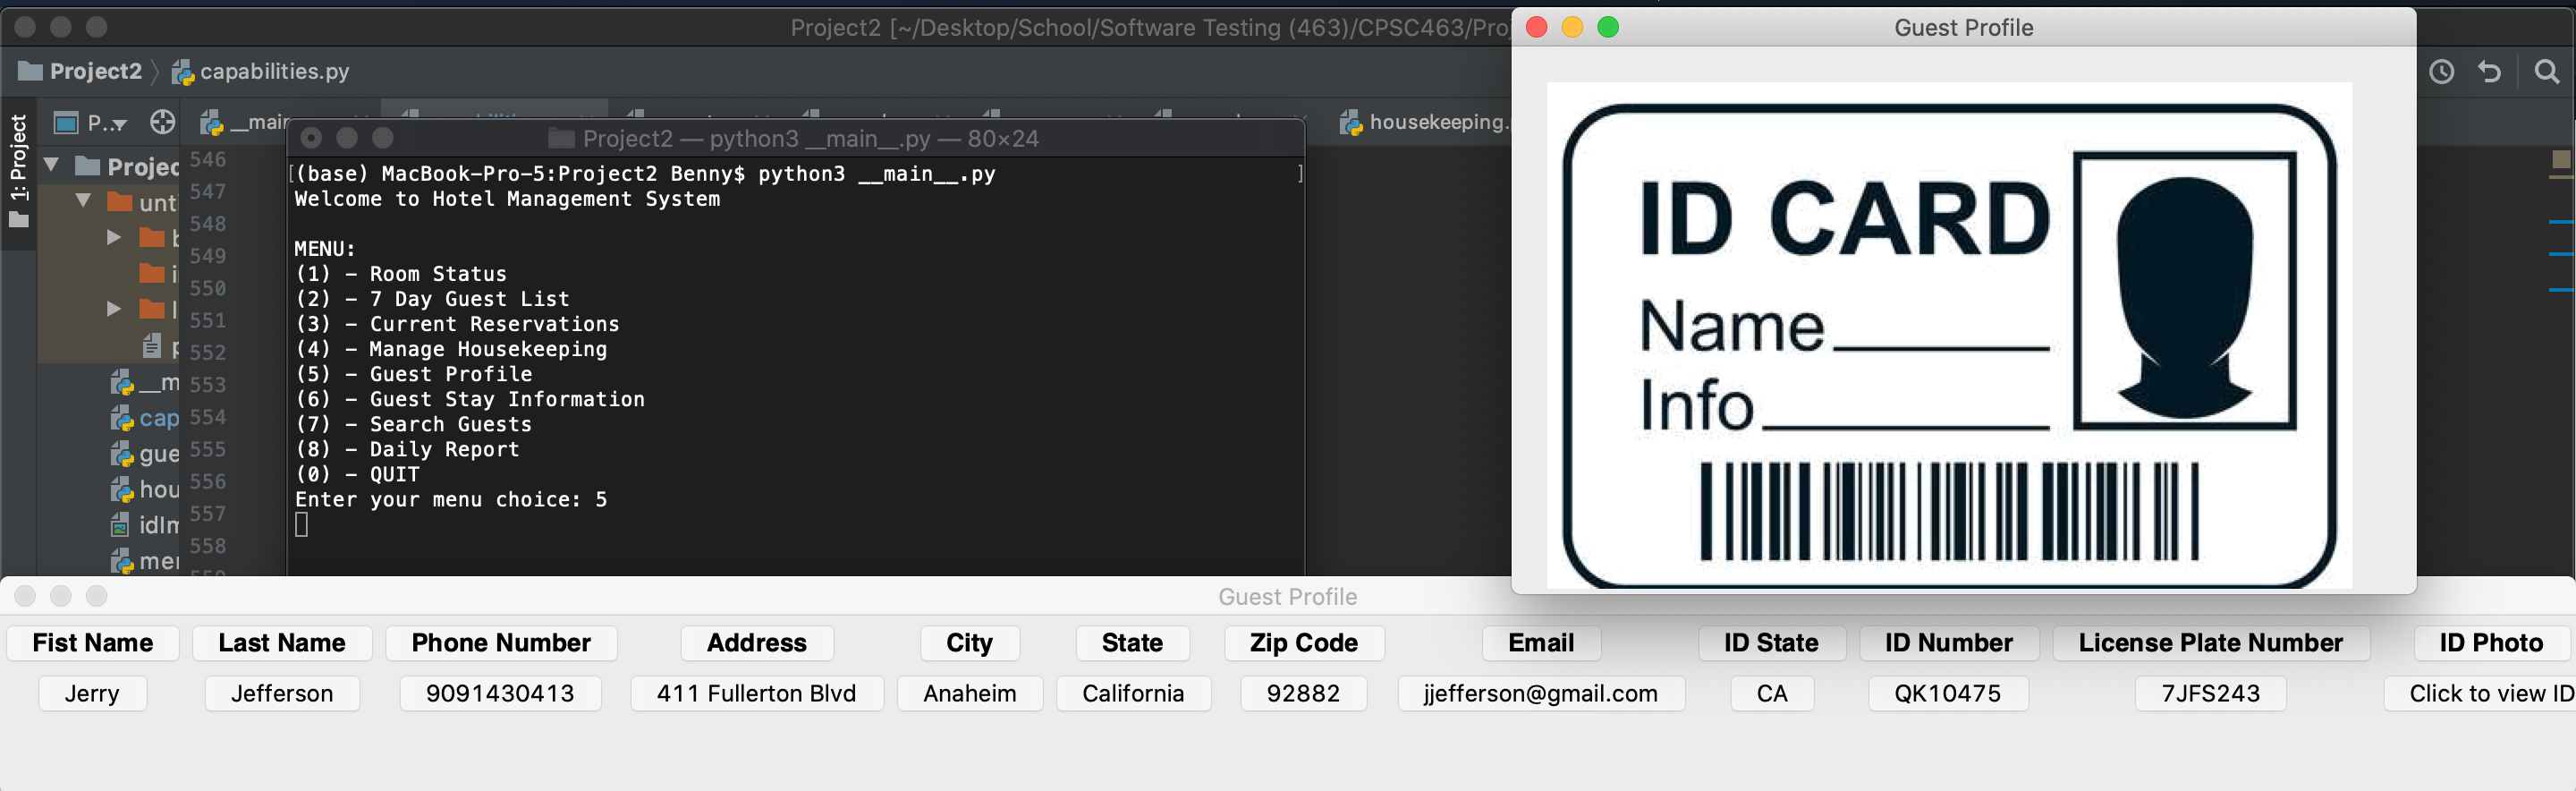 Project2 [~/Desktop/School/Software Testing (463)/CPSC463/Proj
Guest Profile
Project2 capabilities.py
1: Project
P...
__main
housekeeping.
Projec
unt
__m
cap
gue
hou
idIm
mer
546
547
548
549
550
551
552
553
554
555
556
557
558
Project2 — python3 __main__.py — 80×24
[(base) MacBook-Pro-5:Project2 Benny$ python3 __main__.py ]
Welcome to Hotel Management System
MENU:
(1) - Room Status
(2) - 7 Day Guest List
(3) - Current Reservations
(4) - Manage Housekeeping
(5) - Guest Profile
(6) - Guest Stay Information
(7) - Search Guests
(8) - Daily Report
(0) - QUIT
Enter your menu choice: 5
ID CARD
Name
Info
Guest Profile
Fist Name Last Name Phone Number Address City State Zip Code Email ID State ID Number License Plate Number ID Photo
Jerry Jefferson 9091430413 411 Fullerton Blvd Anaheim California 92882 jjefferson@gmail.com CA QK10475 7JFS243 Click to view ID